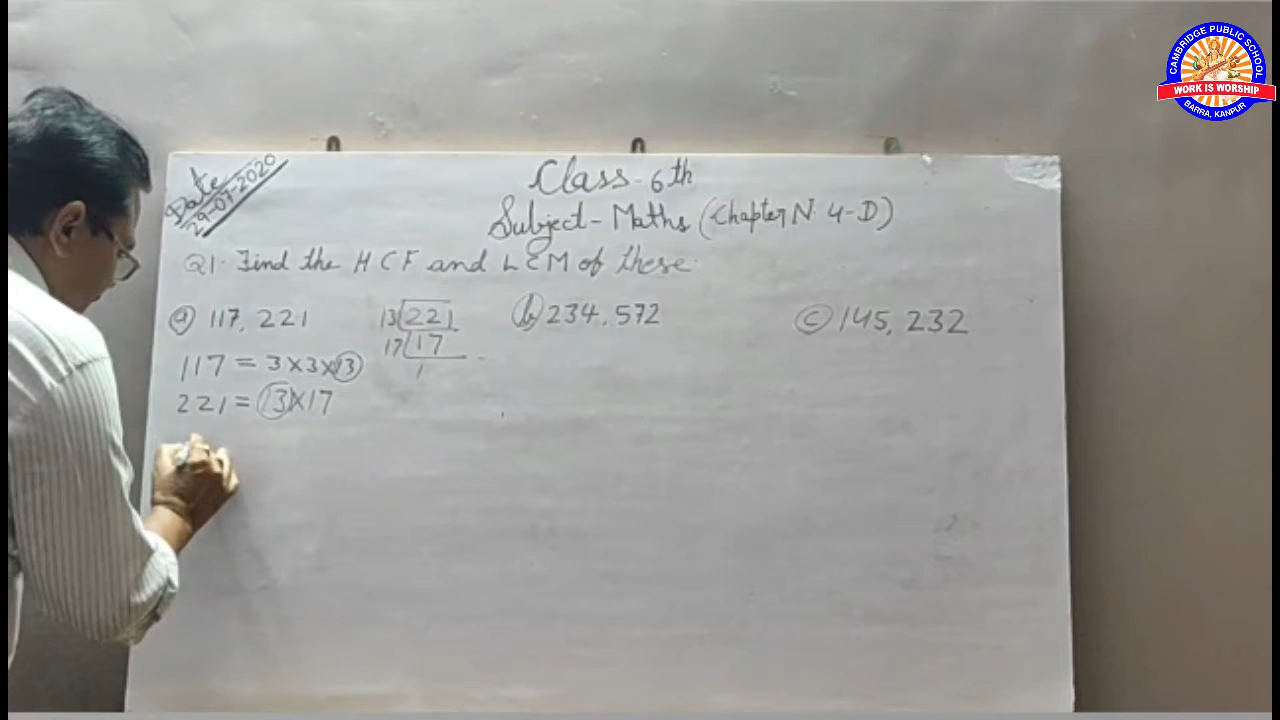 CAMBRIDGE PUBLIC SCHOOL
WORK IS WORSHIP
BARRA, KANPUR
Date
29-07-2020
Class-6th
Subject-Maths (Chapter N. 4-D)
Q1. Find the HCF and LCM of these.
a 117, 221
13 221
17 17
1
b 234, 572
c 145, 232
117 = 3×3×13
221 = 13×17